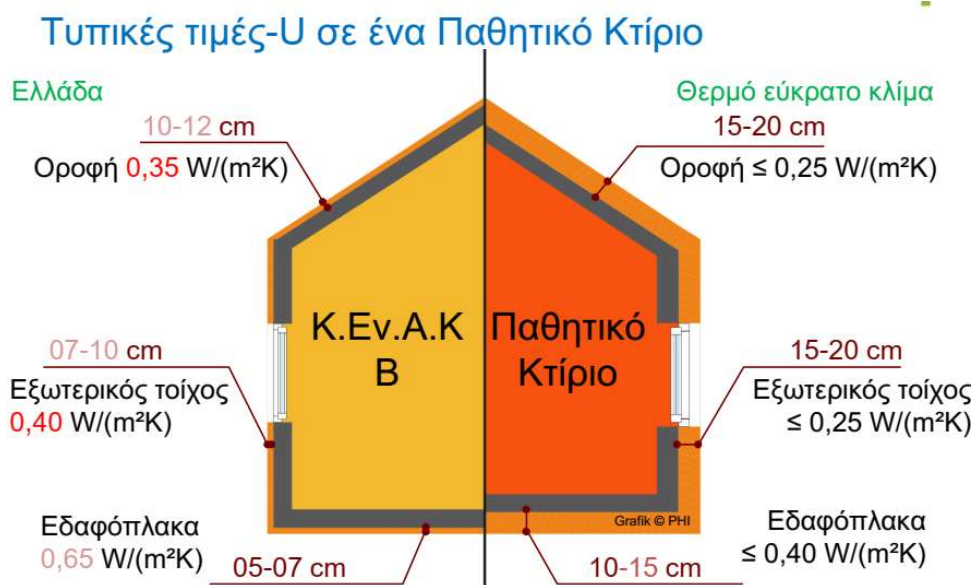 Τυπικές τιμές-U σε ένα Παθητικό Κτίριο
Ελλάδα
10-12 cm
Οροφή 0,35 W/(m²K)
Θερμό εύκρατο κλίμα
15-20 cm
Οροφή ≤ 0,25 W/(m²K)
Κ.Εν.Α.Κ
Β
Παθητικό
Κτίριο
07-10 cm
Εξωτερικός τοίχος
0,40 W/(m²K)
15-20 cm
Εξωτερικός τοίχος
≤ 0,25 W/(m²K)
Grafik © PHI
Εδαφόπλακα
0,65 W/(m²K)
05-07 cm
10-15 cm
Εδαφόπλακα
≤ 0,40 W/(m²K)